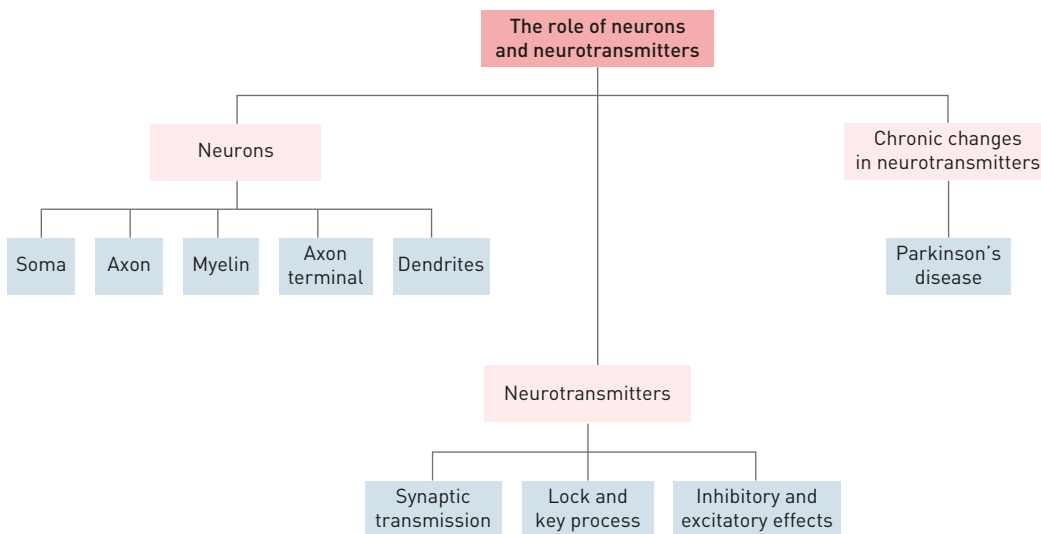 The role of neurons
and neurotransmitters
Neurons
Chronic changes
in neurotransmitters
Soma
Axon
Myelin
Axon
terminal
Dendrites
Parkinson's
disease
Neurotransmitters
Synaptic
transmission
Lock and
key process
Inhibitory and
excitatory effects